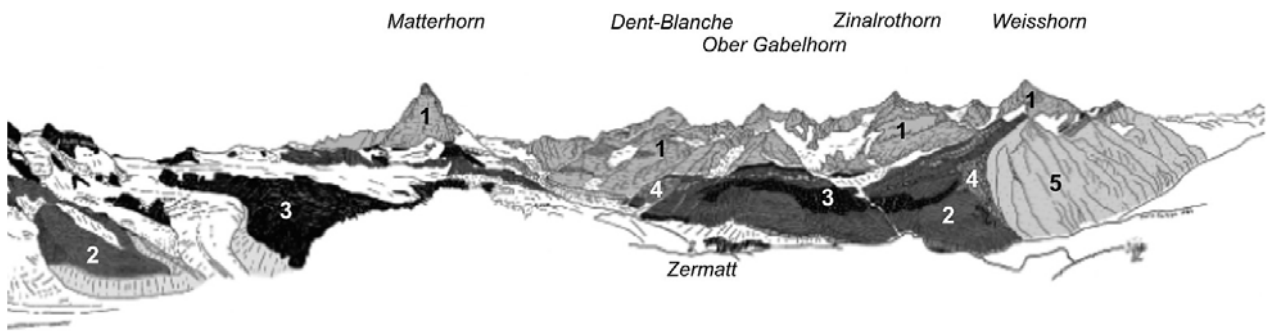 Matterhorn
Dent-Blanche
Zinalrothorn
Weisshorn
Ober Gabelhorn
1
1
1
1
4
3
4
5
3
2
2
Zermatt